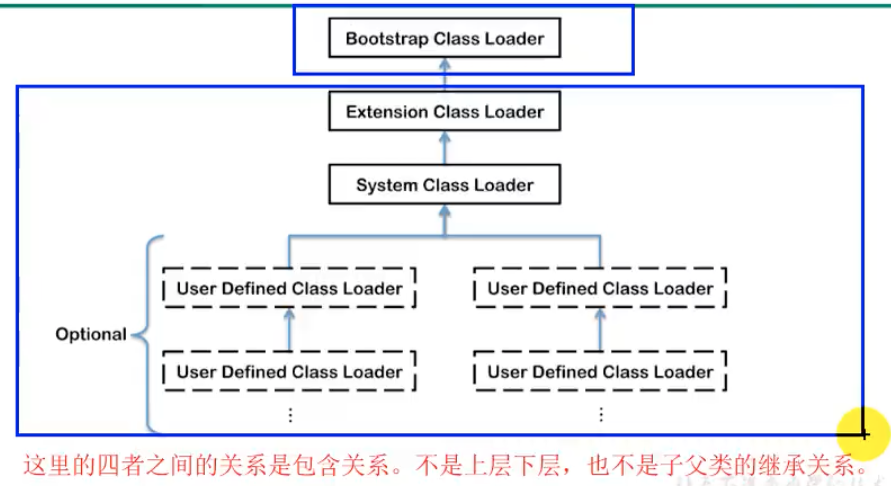 Bootstrap Class Loader
Extension Class Loader
System Class Loader
User Defined Class Loader
User Defined Class Loader
Optional
User Defined Class Loader
User Defined Class Loader
⋮
⋮
这里的四者之间的关系是包含关系。不是上层下层，也不是子父类的继承关系。